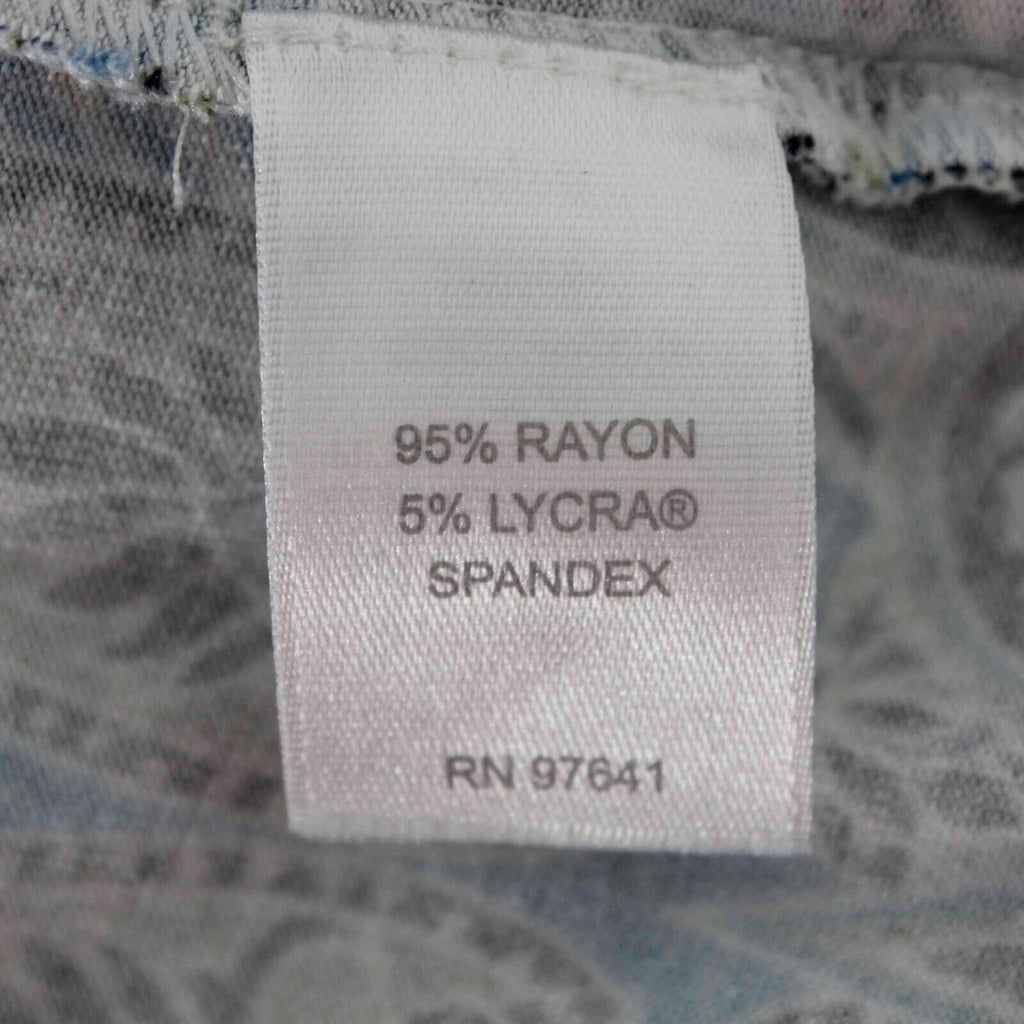 95% RAYON
5% LYCRA®
SPANDEX
RN 97641